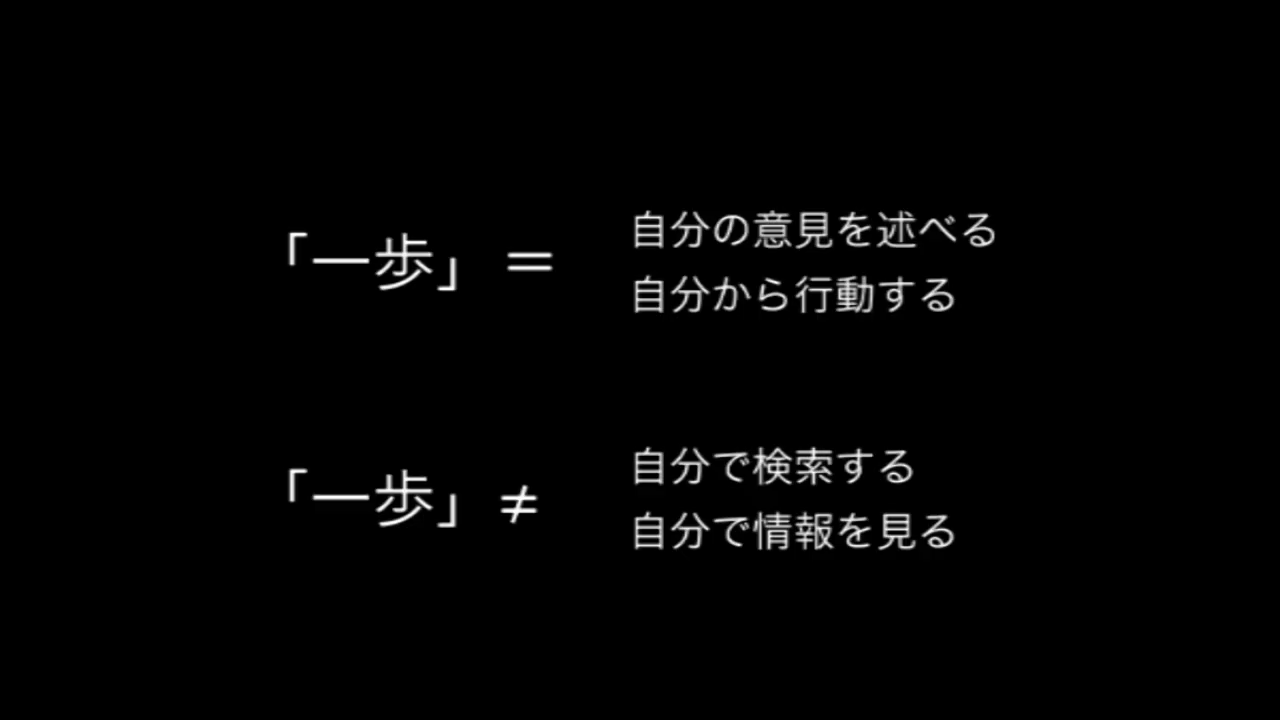 「一歩」＝
自分の意見を述べる
自分から行動する
「一歩」≠
自分で検索する
自分で情報を見る